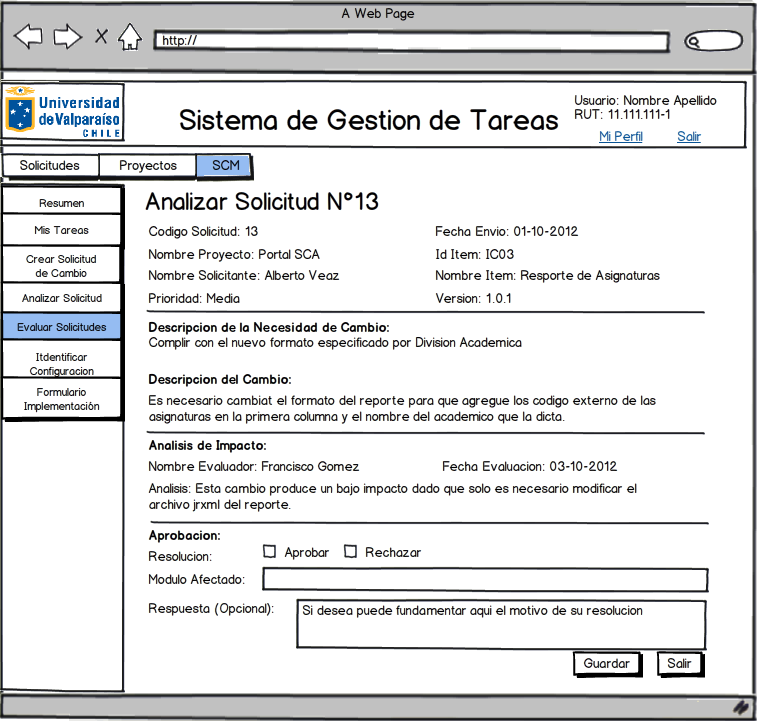 A Web Page
http://
Universidad
de Valparaíso
CHILE
Sistema de Gestion de Tareas
Usuario: Nombre Apellido
RUT: 11.111.111-1
Mi Perfil Salir
Solicitudes Proyectos SCM
Resumen
Mis Tareas
Crear Solicitud
de Cambio
Analizar Solicitud
Evaluar Solicitudes
Itdentificar
Configuracion
Formulario
Implementación
Analizar Solicitud N°13
Codigo Solicitud: 13 Fecha Envio: 01-10-2012
Nombre Proyecto: Portal SCA Id Item: IC03
Nombre Solicitante: Alberto Veaz Nombre Item: Resporte de Asignaturas
Prioridad: Media Version: 1.0.1
Descripcion de la Necesidad de Cambio:
Complir con el nuevo formato especificado por Division Academica
Descripcion del Cambio:
Es necesario cambiat el formato del reporte para que agregue los codigo externo de las
asignaturas en la primera columna y el nombre del academico que la dicta.
Analisis de Impacto:
Nombre Evaluador: Francisco Gomez Fecha Evaluacion: 03-10-2012
Analisis: Esta cambio produce un bajo impacto dado que solo es necesario modificar el
archivo jrxml del reporte.
Aprobacion:
Resolucion: Aprobar Rechazar
Modulo Afectado:
Respuesta (Opcional): Si desea puede fundamentar aqui el motivo de su resolucion
Guardar Salir